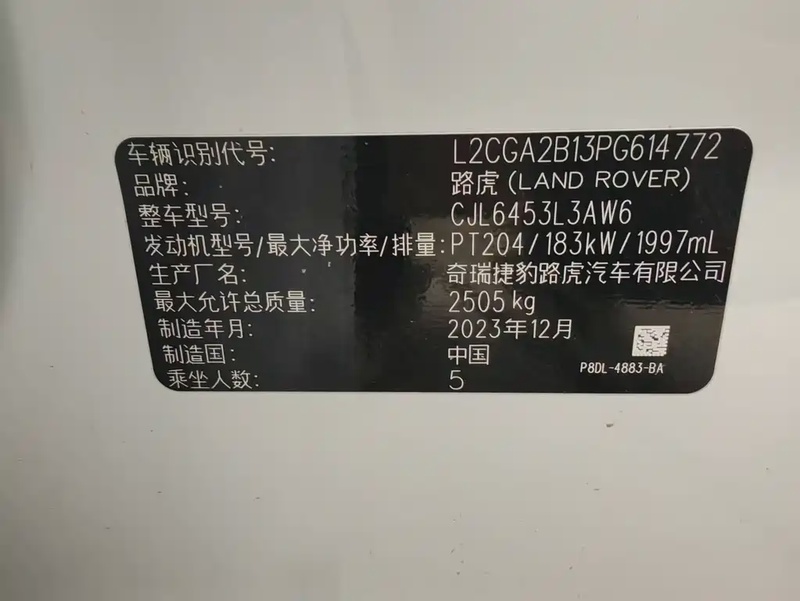 车辆识别代号: L2CGA2B13PG614772
品牌: 路虎 (LAND ROVER)
整车型号: CJL6453L3AW6
发动机型号/最大净功率/排量: PT204/183kW/1997mL
生产厂名: 奇瑞捷豹路虎汽车有限公司
最大允许总质量: 2505kg
制造年月: 2023年12月
制造国: 中国
乘坐人数: 5
P8DL-4883-BA